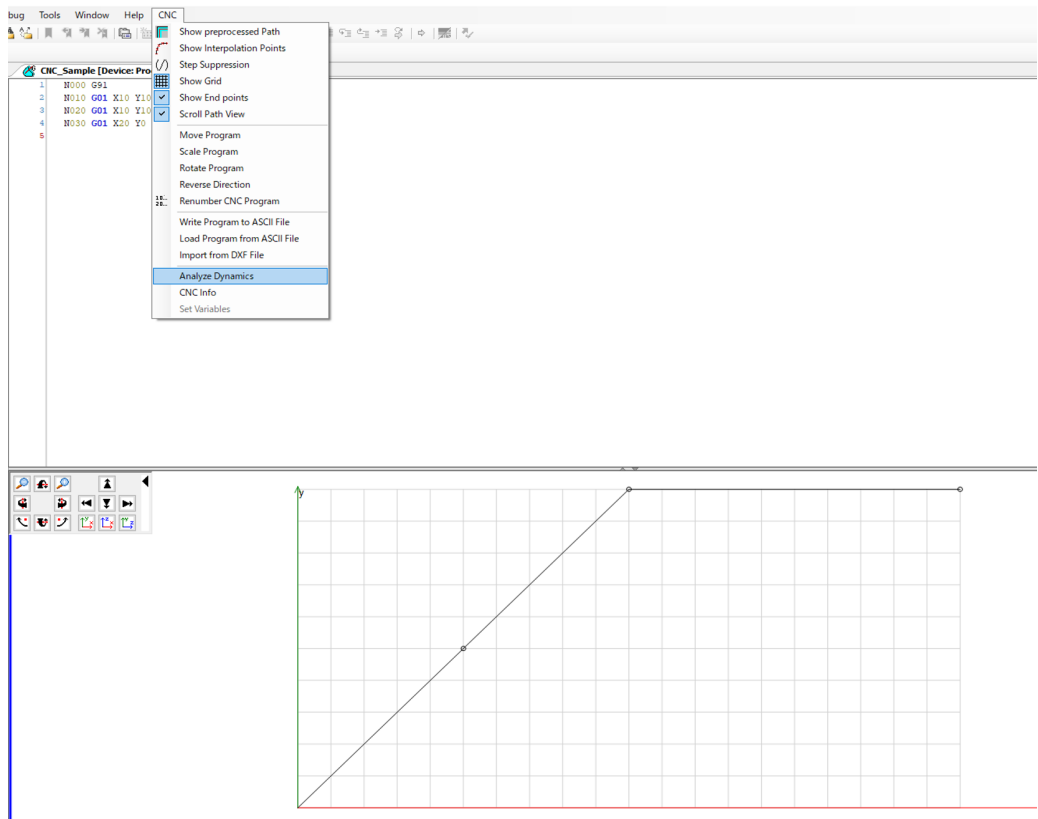 bug Tools Window Help CNC
CNC_Sample [Device: Pro
1 N000 G91
2 N010 G01 X10 Y10
3 N020 G01 X10 Y10
4 N030 G01 X20 Y0
5
Show preprocessed Path
Show Interpolation Points
Step Suppression
Show Grid
Show End points
Scroll Path View
Move Program
Scale Program
Rotate Program
Reverse Direction
Renumber CNC Program
Write Program to ASCII File
Load Program from ASCII File
Import from DXF File
Analyze Dynamics
CNC Info
Set Variables
y